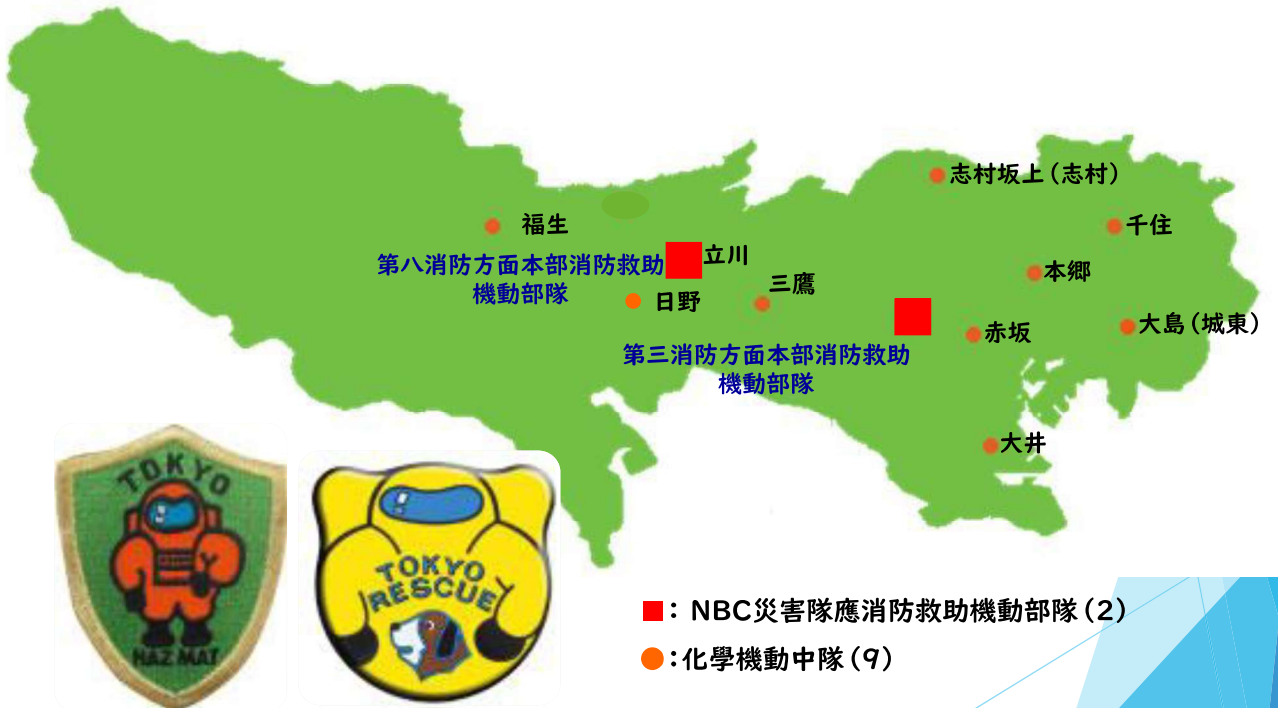 志村坂上（志村）
福生
千住
第八消防方面本部消防救助
機動部隊
立川
本郷
三鷹
日野
大島（城東）
赤坂
第三消防方面本部消防救助
機動部隊
大井
TOKYO
HAZ MAT
TOKYO
RESCUE
：NBC災害隊應消防救助機動部隊（2）
：化學機動中隊（9）